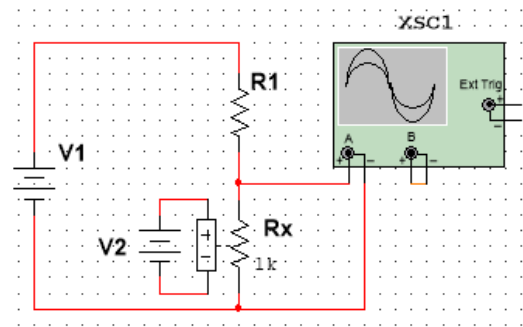 XSC1
R1
Ext Trig
+
−
A
B
+ −
+ −
V1
V2
+
−
Rx
1k